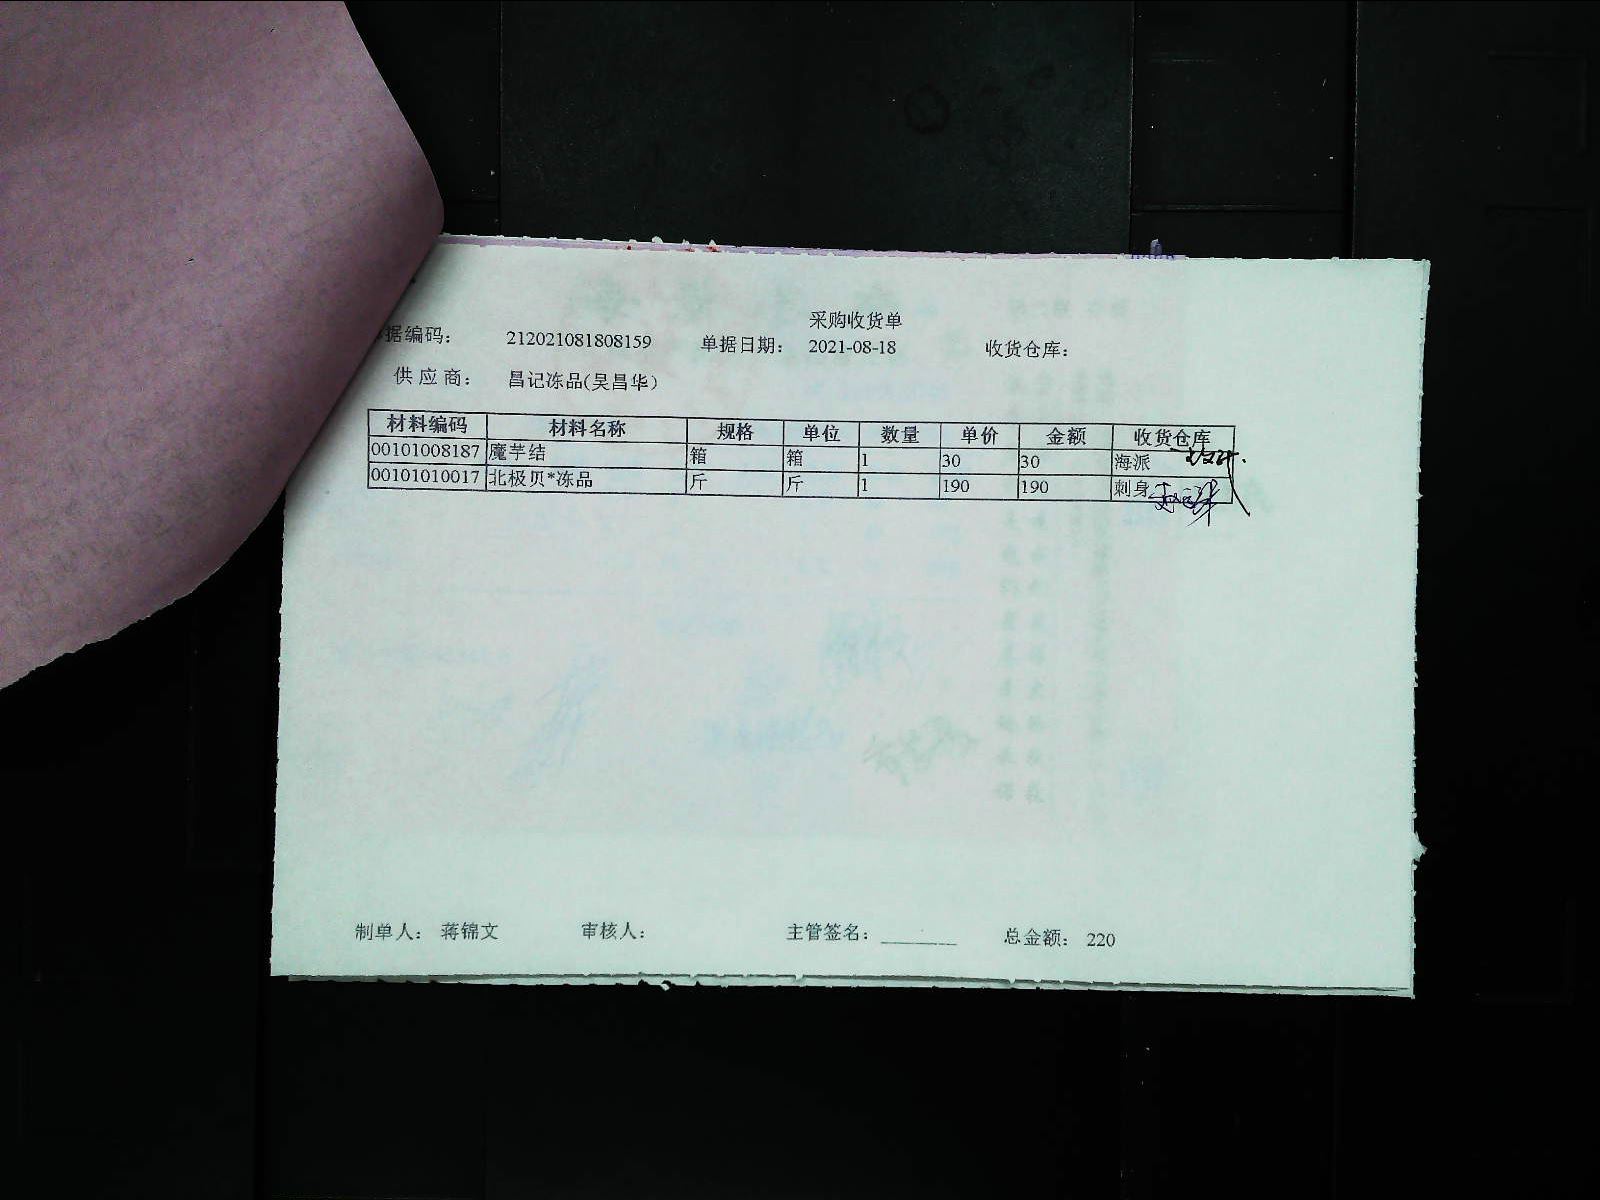 采购收货单
据编码： 212021081808159 单据日期： 2021-08-18 收货仓库：
供应商： 昌记冻品(吴昌华）
材料编码 材料名称 规格 单位 数量 单价 金额 收货仓库
00101008187 魔芋结 箱 箱 1 30 30 海派
00101010017 北极贝*冻品 斤 斤 1 190 190 刺身
制单人： 蒋锦文 审核人： 主管签名： 总金额： 220